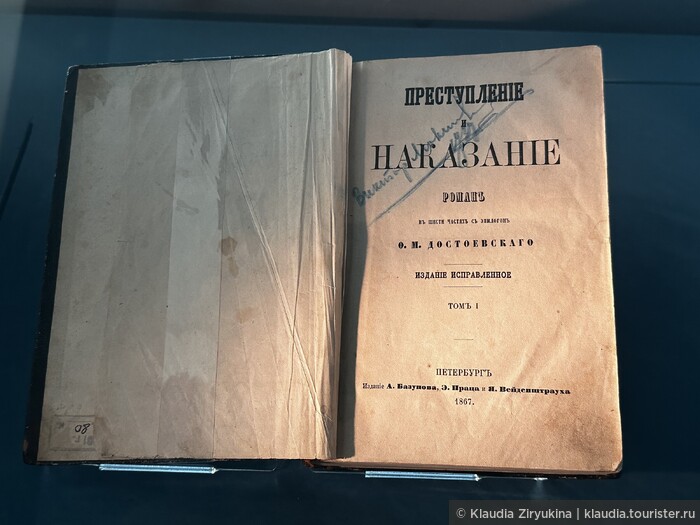 ПРЕСТУПЛЕНІЕ
И
НАКАЗАНІЕ
РОМАНЪ
ВЪ ШЕСТИ ЧАСТЯХЪ СЪ ЭПИЛОГОМЪ
Ѳ. М. ДОСТОЕВСКАГО
ИЗДАНІЕ ИСПРАВЛЕННОЕ
ТОМЪ I
ПЕТЕРБУРГЪ
Изданіе А. Базунова, Э. Праца и Я. Вейденштрауха
1867.
80
© Klaudia Ziryukina | klaudia.tourister.ru